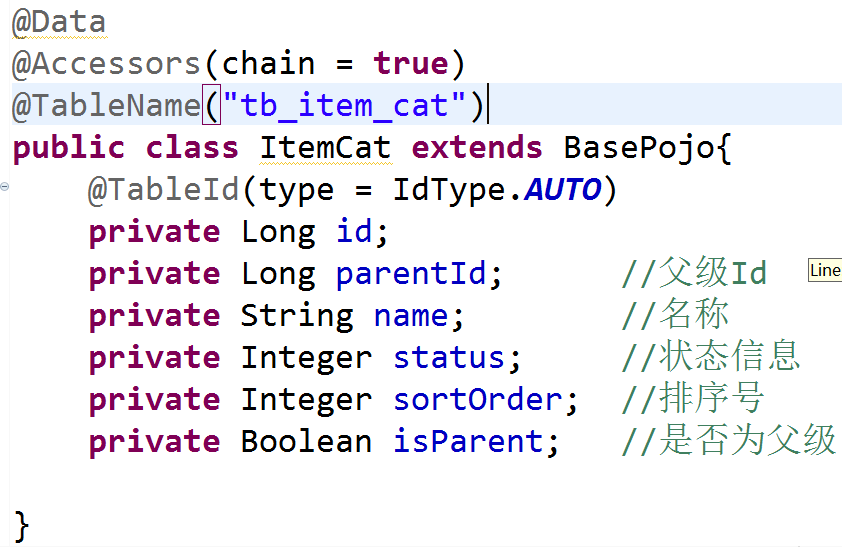 @Data
@Accessors(chain = true)
@TableName("tb_item_cat")
public class ItemCat extends BasePojo{
@TableId(type = IdType.AUTO)
private Long id;
private Long parentId; //父级Id
Line
private String name; //名称
private Integer status; //状态信息
private Integer sortOrder; //排序号
private Boolean isParent; //是否为父级
}